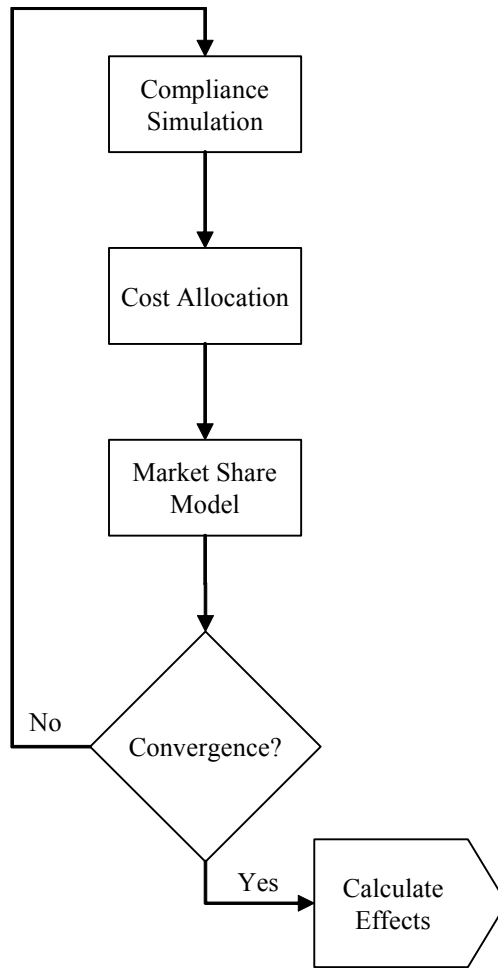 Compliance
Simulation
Cost Allocation
Market Share
Model
No
Convergence?
Yes
Calculate
Effects